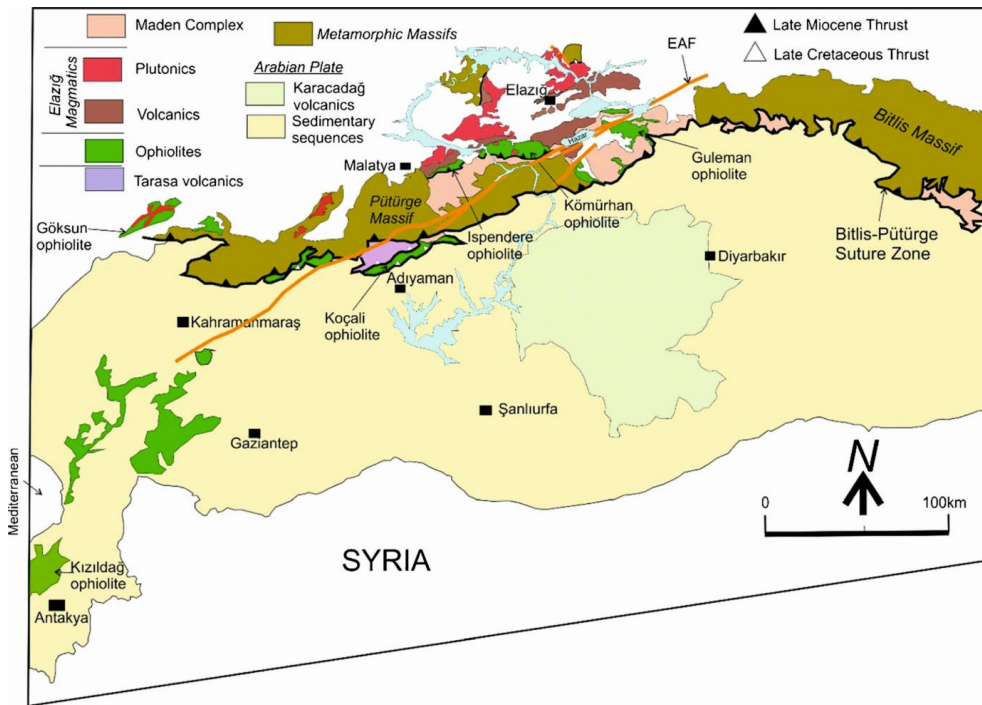 Maden Complex
Metamorphic Massifs
Late Miocene Thrust
Late Cretaceous Thrust
Elazığ
Magmatics
Plutonics
Volcanics
Ophiolites
Tarasa volcanics
Arabian Plate
Karacadağ
volcanics
Sedimentary
sequences
EAF
Elazığ
Hazar
Malatya
Bitlis Massif
Guleman
ophiolite
Pütürge
Massif
Kömürhan
ophiolite
Göksun
ophiolite
Ispendere
ophiolite
Bitlis-Pütürge
Suture Zone
Diyarbakır
Adıyaman
Koçali
ophiolite
Kahramanmaraş
Şanlıurfa
Gaziantep
Mediterranean
N
0
100km
SYRIA
Kızıldağ
ophiolite
Antakya